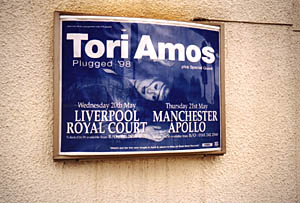 Tori Amos
Plugged '98
plus Special Guest
Wednesday 20th May
LIVERPOOL
ROYAL COURT
Thursday 21st May
MANCHESTER
APOLLO